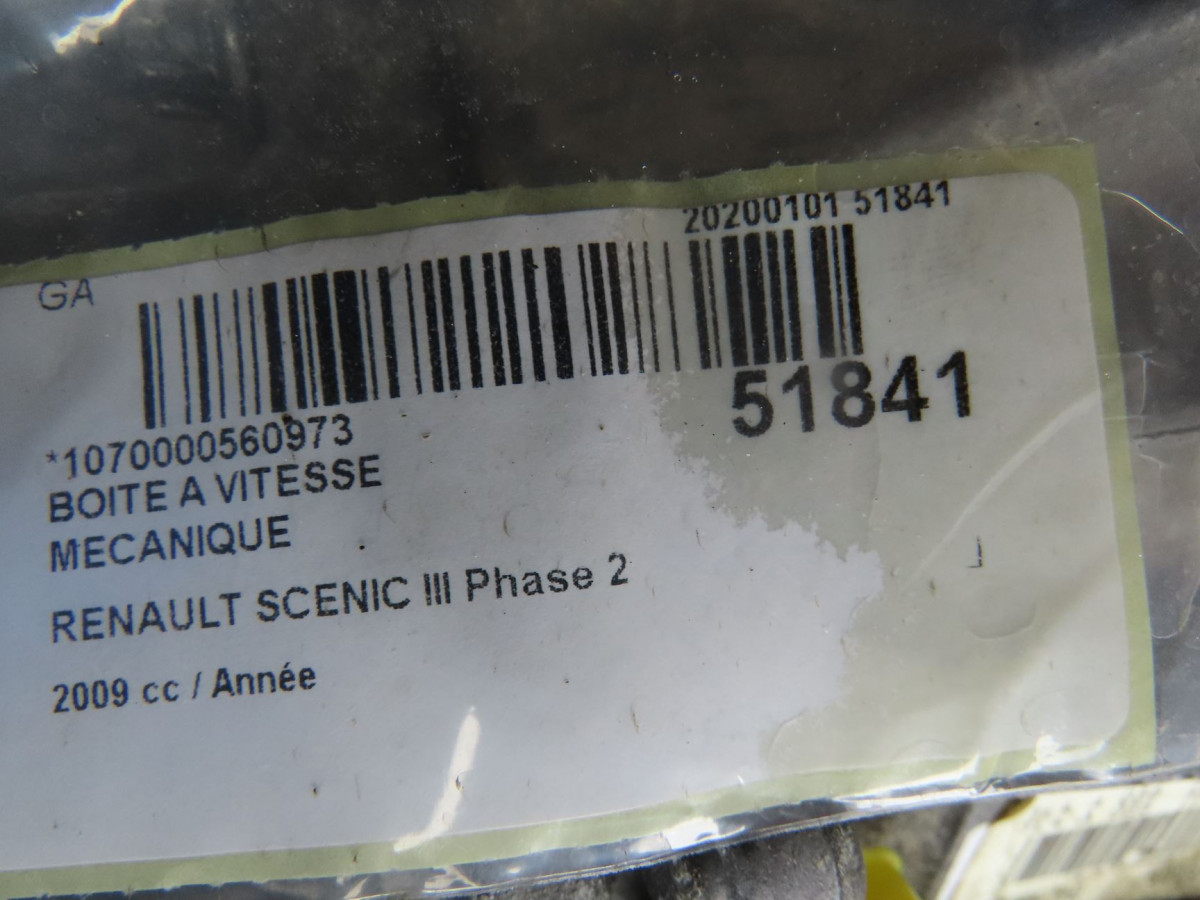 20200101 51841
GA
51841
*1070000560973
BOITE A VITESSE
MECANIQUE
RENAULT SCENIC III Phase 2
2009 cc / Année